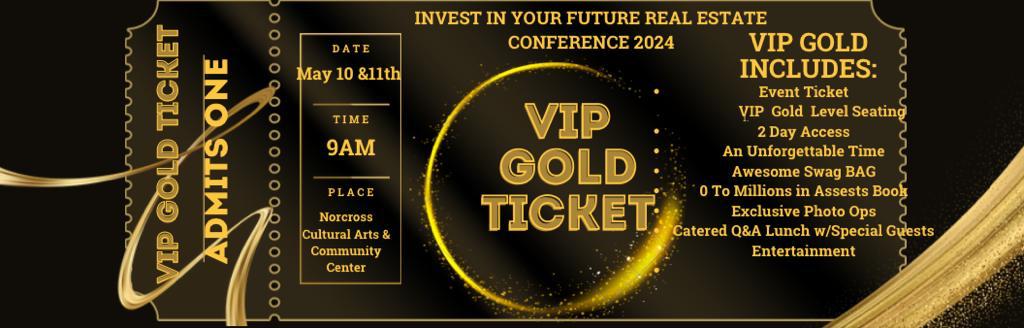 VIP GOLD TICKET
ADMITS ONE
DATE
May 10 &11th
TIME
9AM
PLACE
Norcross
Cultural Arts &
Community
Center
INVEST IN YOUR FUTURE REAL ESTATE
CONFERENCE 2024
VIP
GOLD
TICKET
VIP GOLD
INCLUDES:
Event Ticket
VIP Gold Level Seating
2 Day Access
An Unforgettable Time
Awesome Swag BAG
0 To Millions in Assests Book
Exclusive Photo Ops
Catered Q&A Lunch w/Special Guests
Entertainment